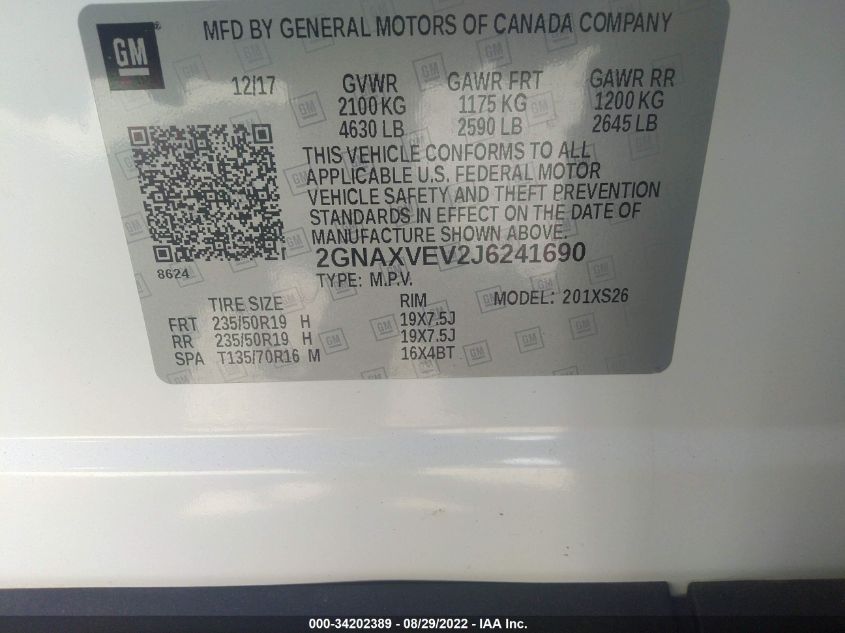 GM
MFD BY GENERAL MOTORS OF CANADA COMPANY
12/17 GVWR GAWR FRT GAWR RR
2100 KG 1175 KG 1200 KG
4630 LB 2590 LB 2645 LB
THIS VEHICLE CONFORMS TO ALL
APPLICABLE U.S. FEDERAL MOTOR
VEHICLE SAFETY AND THEFT PREVENTION
STANDARDS IN EFFECT ON THE DATE OF
MANUFACTURE SHOWN ABOVE.
8624 2GNAXVEV2J6241690
TYPE: M.P.V.
TIRE SIZE RIM MODEL: 201XS26
FRT 235/50R19 H 19X7.5J
RR 235/50R19 H 19X7.5J
SPA T135/70R16 M 16X4BT
000-34202389 - 08/29/2022 - IAA Inc.